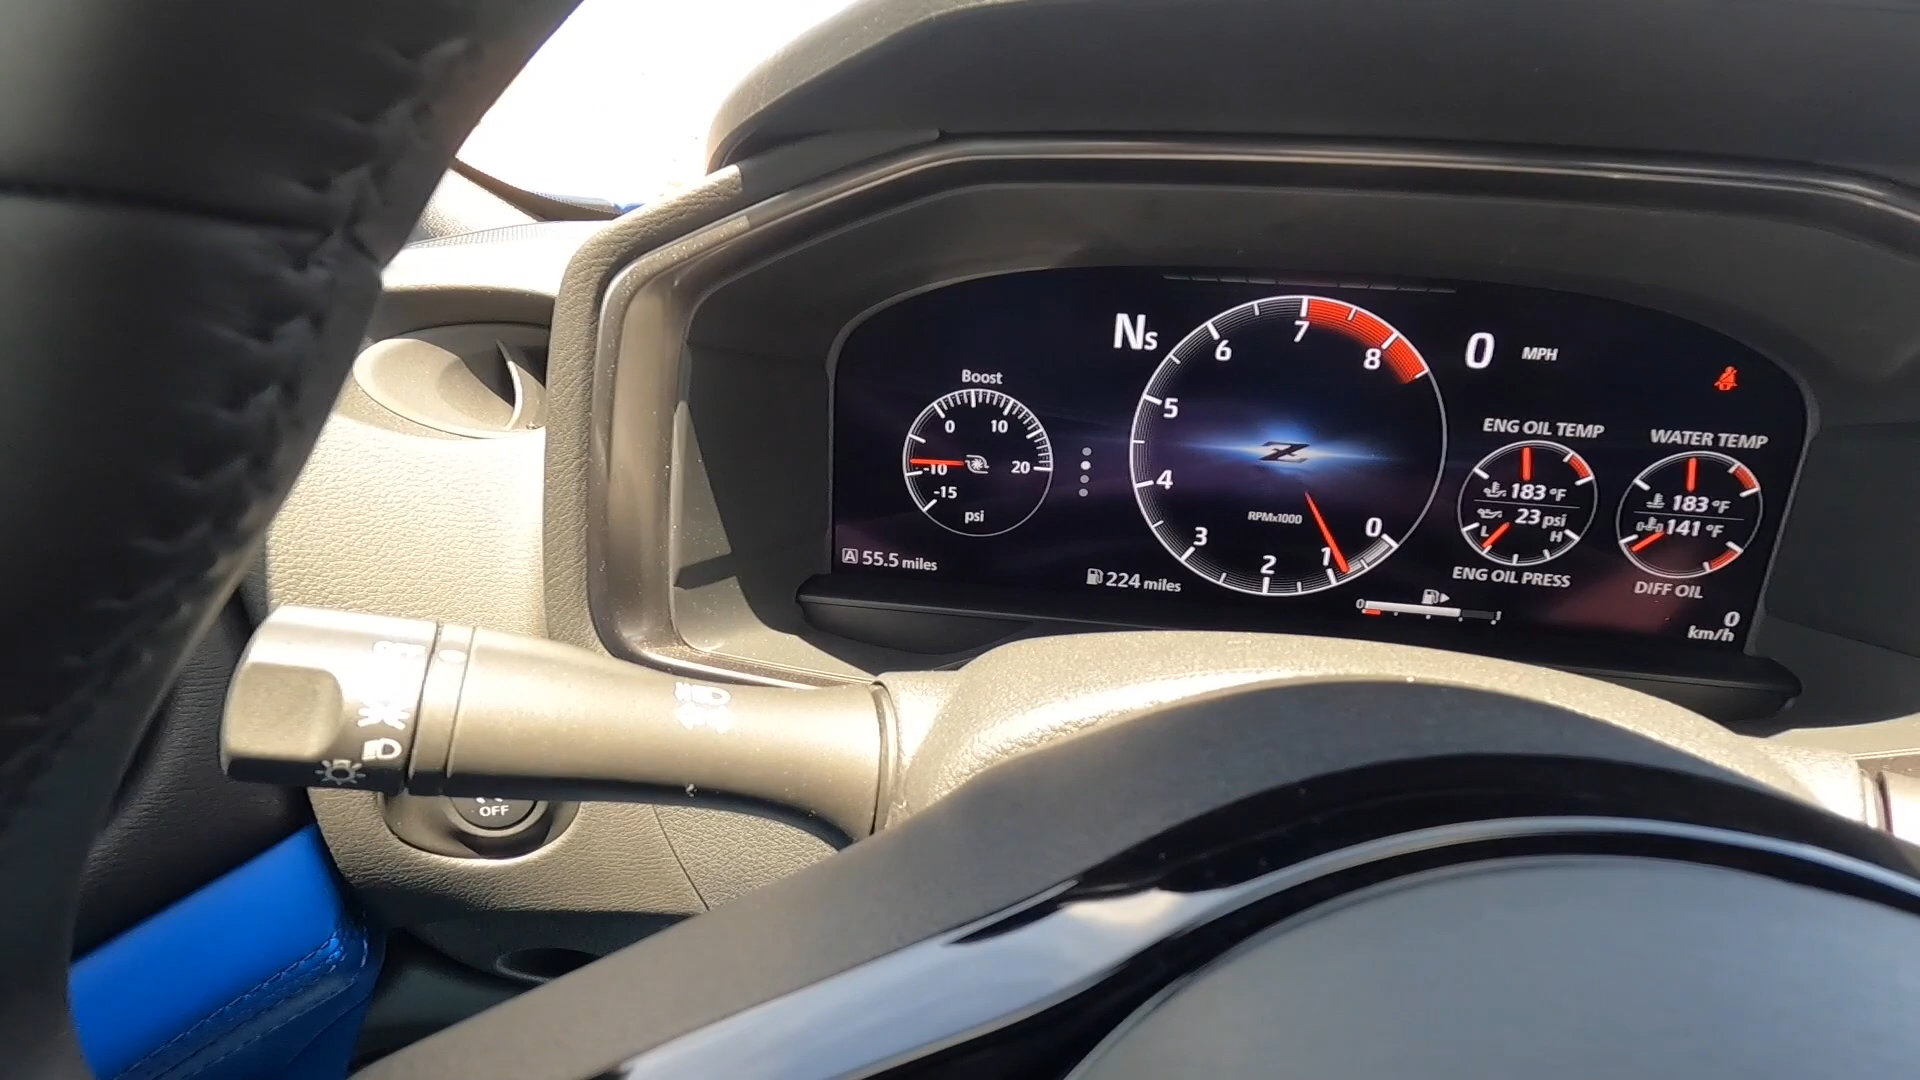 Ns
0 MPH
Boost
0 10
-10 20
-15
psi
A 55.5 miles
224 miles
7
6 8
5
4
3 0
2 1
RPMx1000
Z
ENG OIL TEMP
183 °F
23 psi
L H
ENG OIL PRESS
WATER TEMP
183 °F
141 °F
DIFF OIL
0 1
0
km/h
OFF